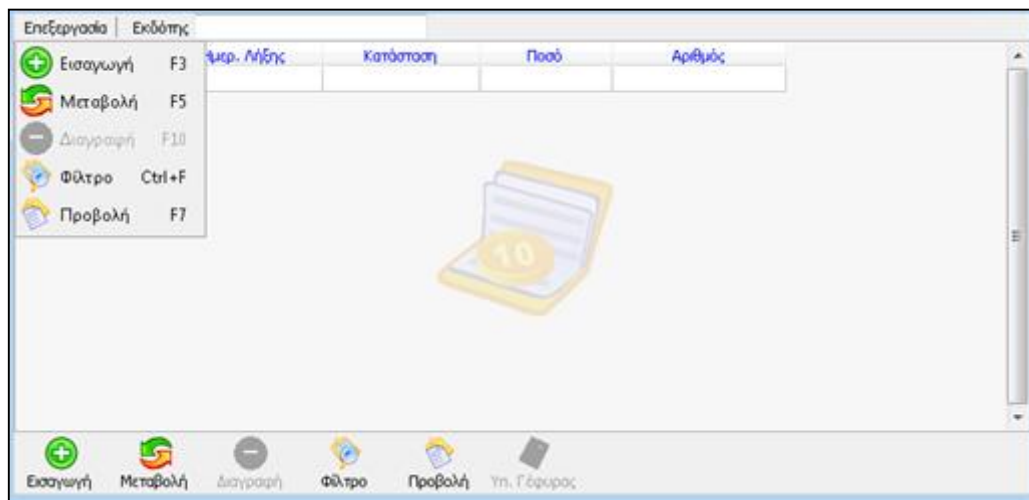 Επεξεργασία Εκδότης
Ημερ. Λήξης Κατάσταση Ποσό Αριθμός
Εισαγωγή F3
Μεταβολή F5
Διαγραφή F10
Φίλτρο Ctrl+F
Προβολή F7
10
Εισαγωγή Μεταβολή Διαγραφή Φίλτρο Προβολή Υπ. Γέφυρας